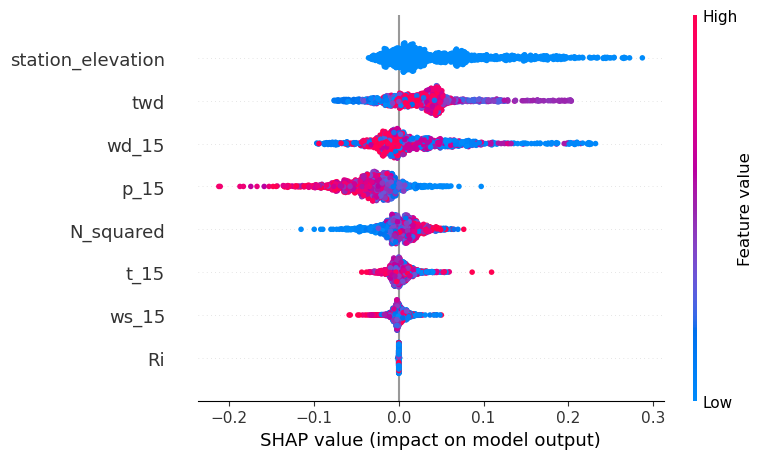 High
station_elevation
twd
wd_15
p_15
N_squared
t_15
ws_15
Ri
Feature value
Low
−0.2 −0.1 0.0 0.1 0.2 0.3
SHAP value (impact on model output)